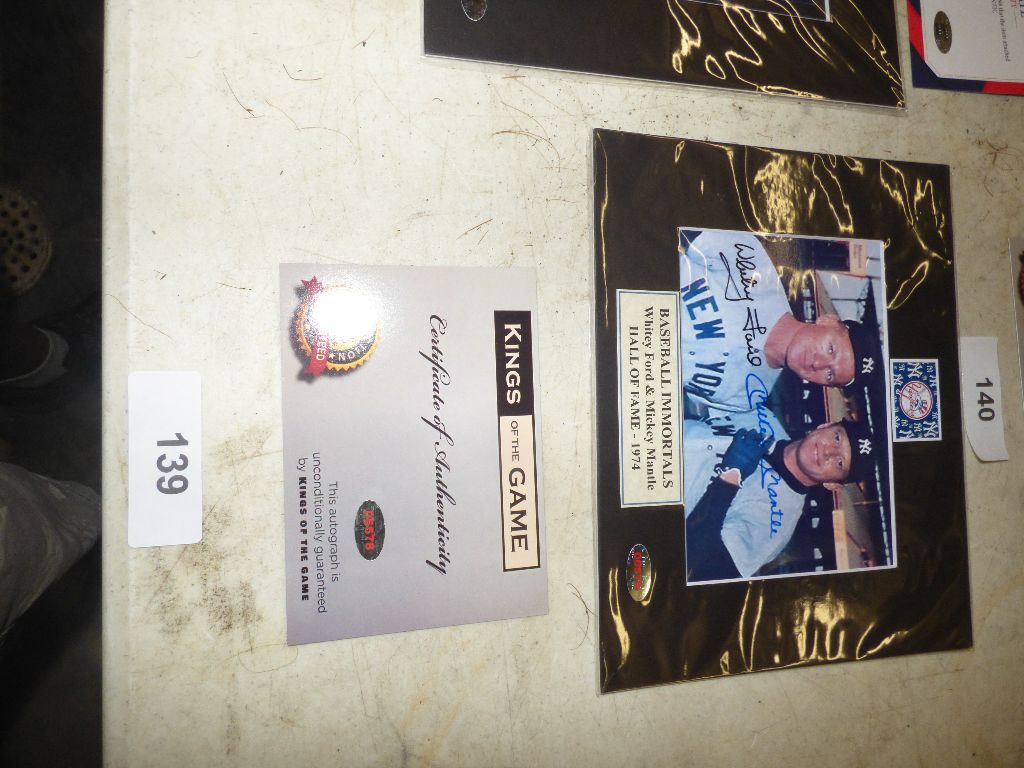 139
KINGS OF THE GAME
Certificate of Authenticity
This autograph is
unconditionally guaranteed
by KINGS OF THE GAME
140
Whitey Ford
Mantle
NEW YORK
BASEBALL IMMORTALS
Whitey Ford & Mickey Mantle
HALL OF FAME - 1974